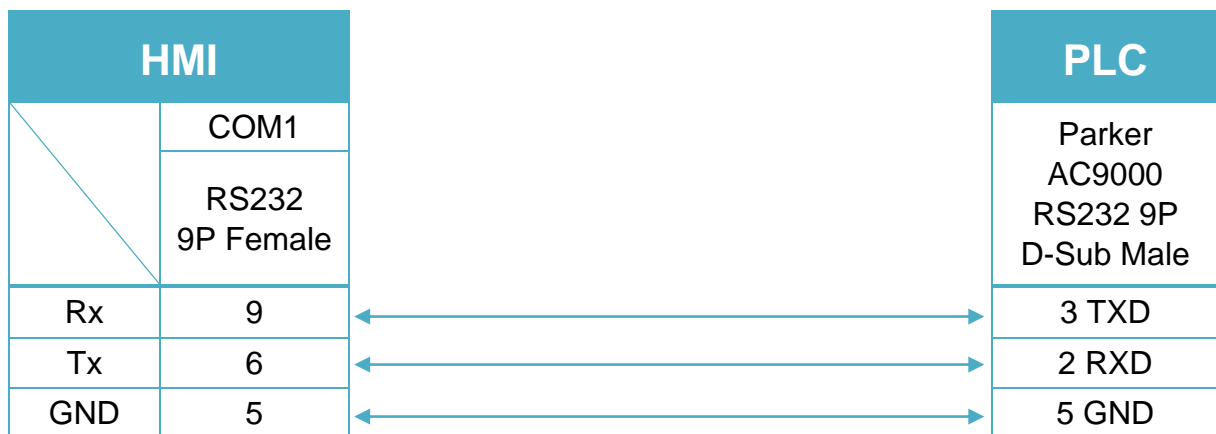 HMI
PLC
COM1
RS232
9P Female
Parker
AC9000
RS232 9P
D-Sub Male
Rx 9 3 TXD
Tx 6 2 RXD
GND 5 5 GND